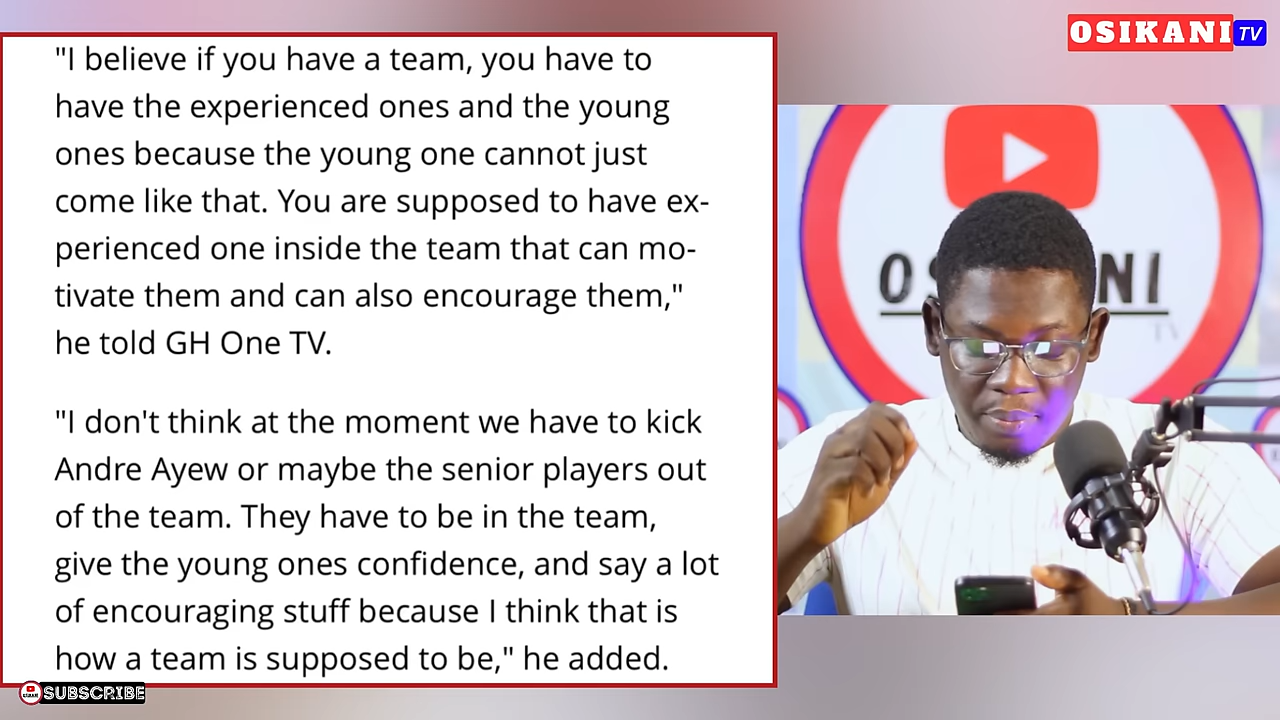 OSIKANI TV
"I believe if you have a team, you have to
have the experienced ones and the young
ones because the young one cannot just
come like that. You are supposed to have ex-
perienced one inside the team that can mo-
tivate them and can also encourage them,"
he told GH One TV.
"I don't think at the moment we have to kick
Andre Ayew or maybe the senior players out
of the team. They have to be in the team,
give the young ones confidence, and say a lot
of encouraging stuff because I think that is
how a team is supposed to be," he added.
NI
TV
SUBSCRIBE